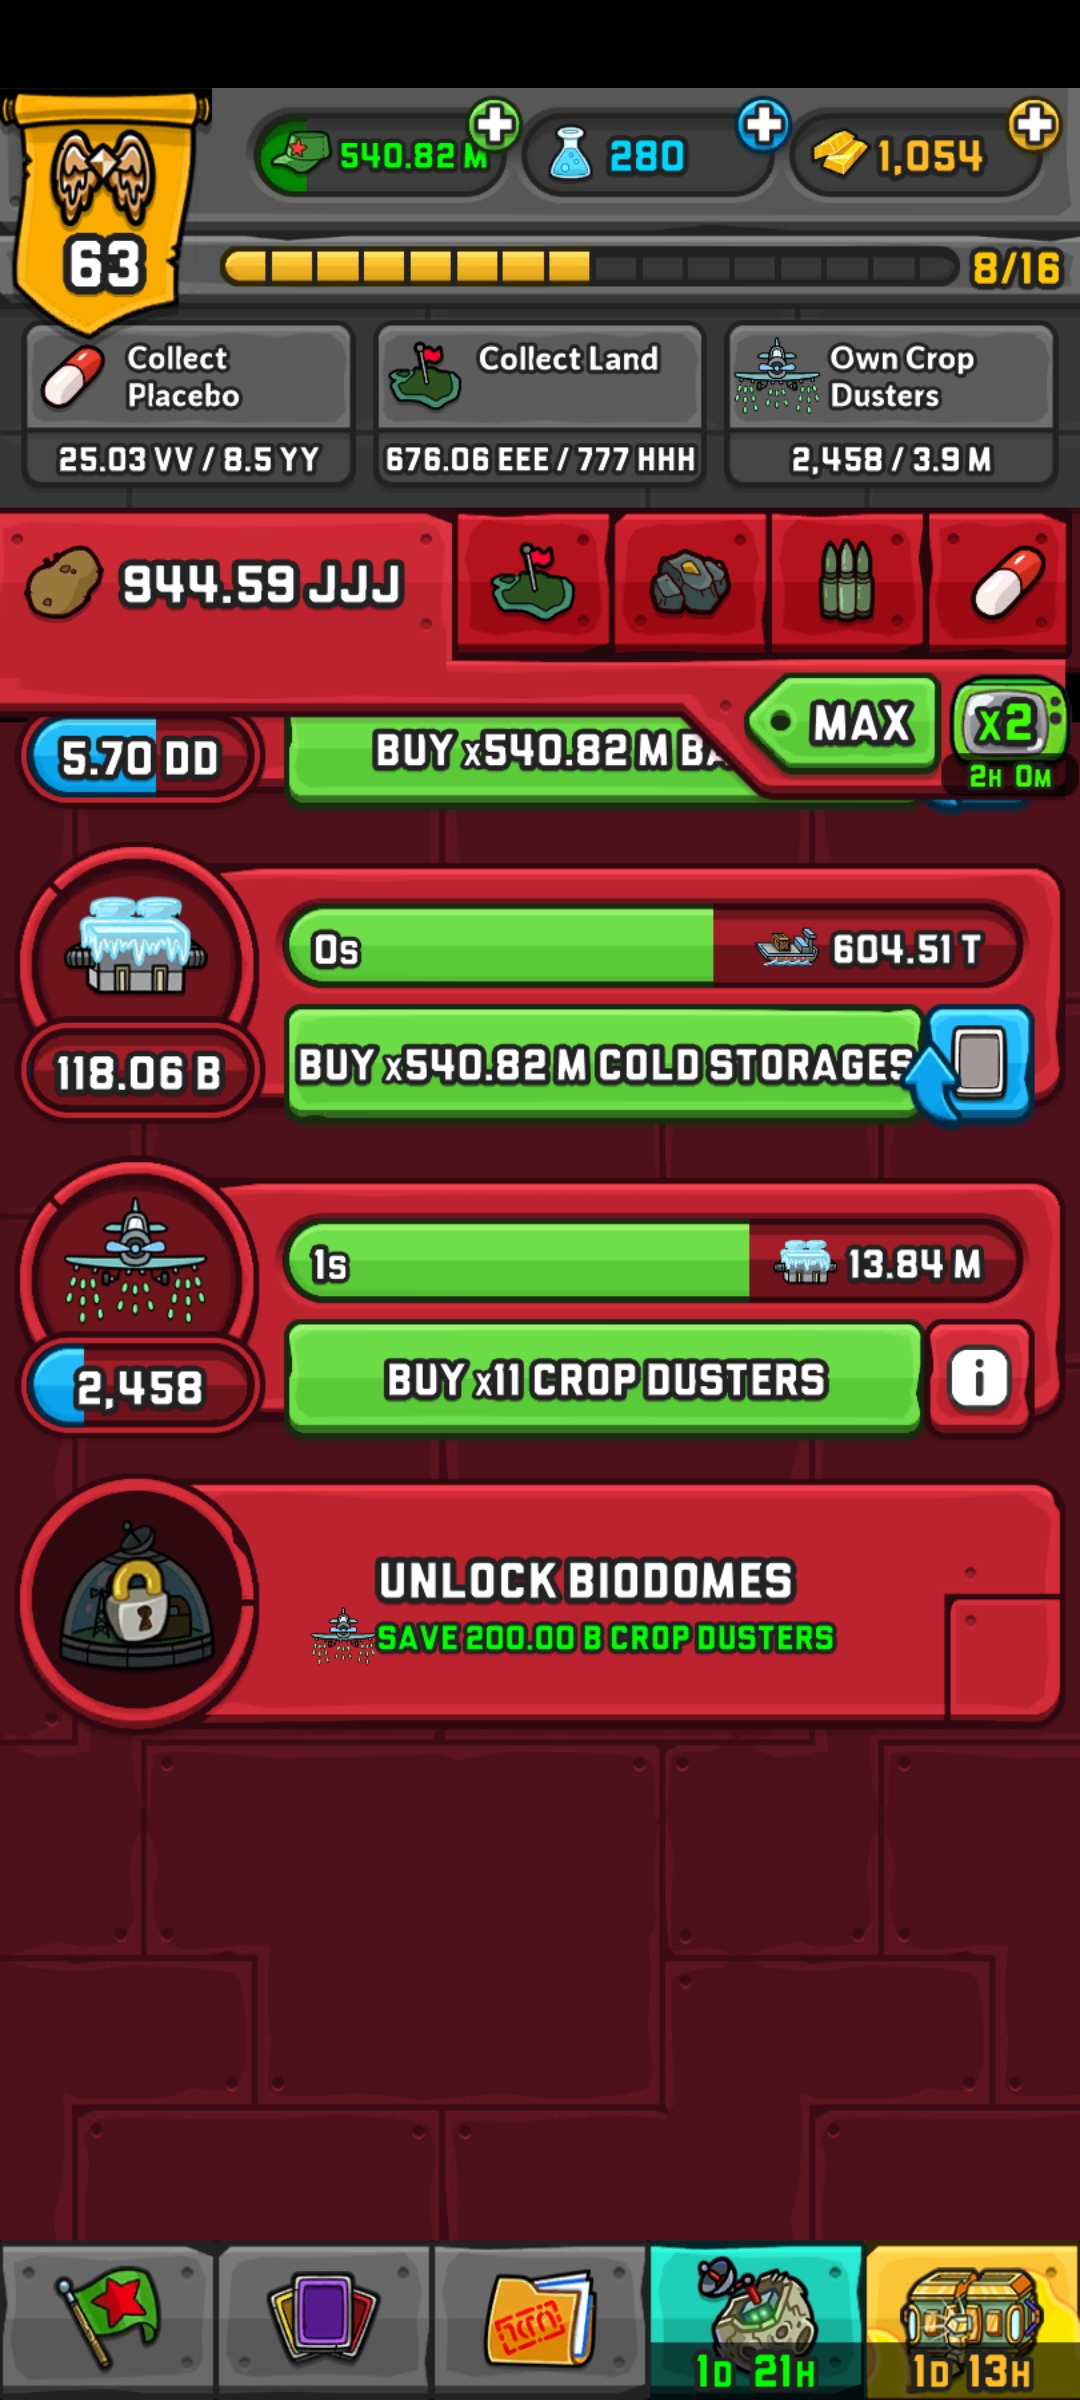 540.82 M
280
1,054
63
8/16
Collect
Placebo
25.03 VV / 8.5 YY
Collect Land
676.06 EEE / 777 HHH
Own Crop
Dusters
2,458 / 3.9 M
944.59 JJJ
MAX
x2
2H 0M
5.70 DD
BUY x540.82 M
0s
604.51 T
118.06 B
BUY x540.82 M COLD STORAGES
1s
13.84 M
2,458
BUY x11 CROP DUSTERS
i
UNLOCK BIODOMES
SAVE 200.00 B CROP DUSTERS
1D 21H
1D 13H